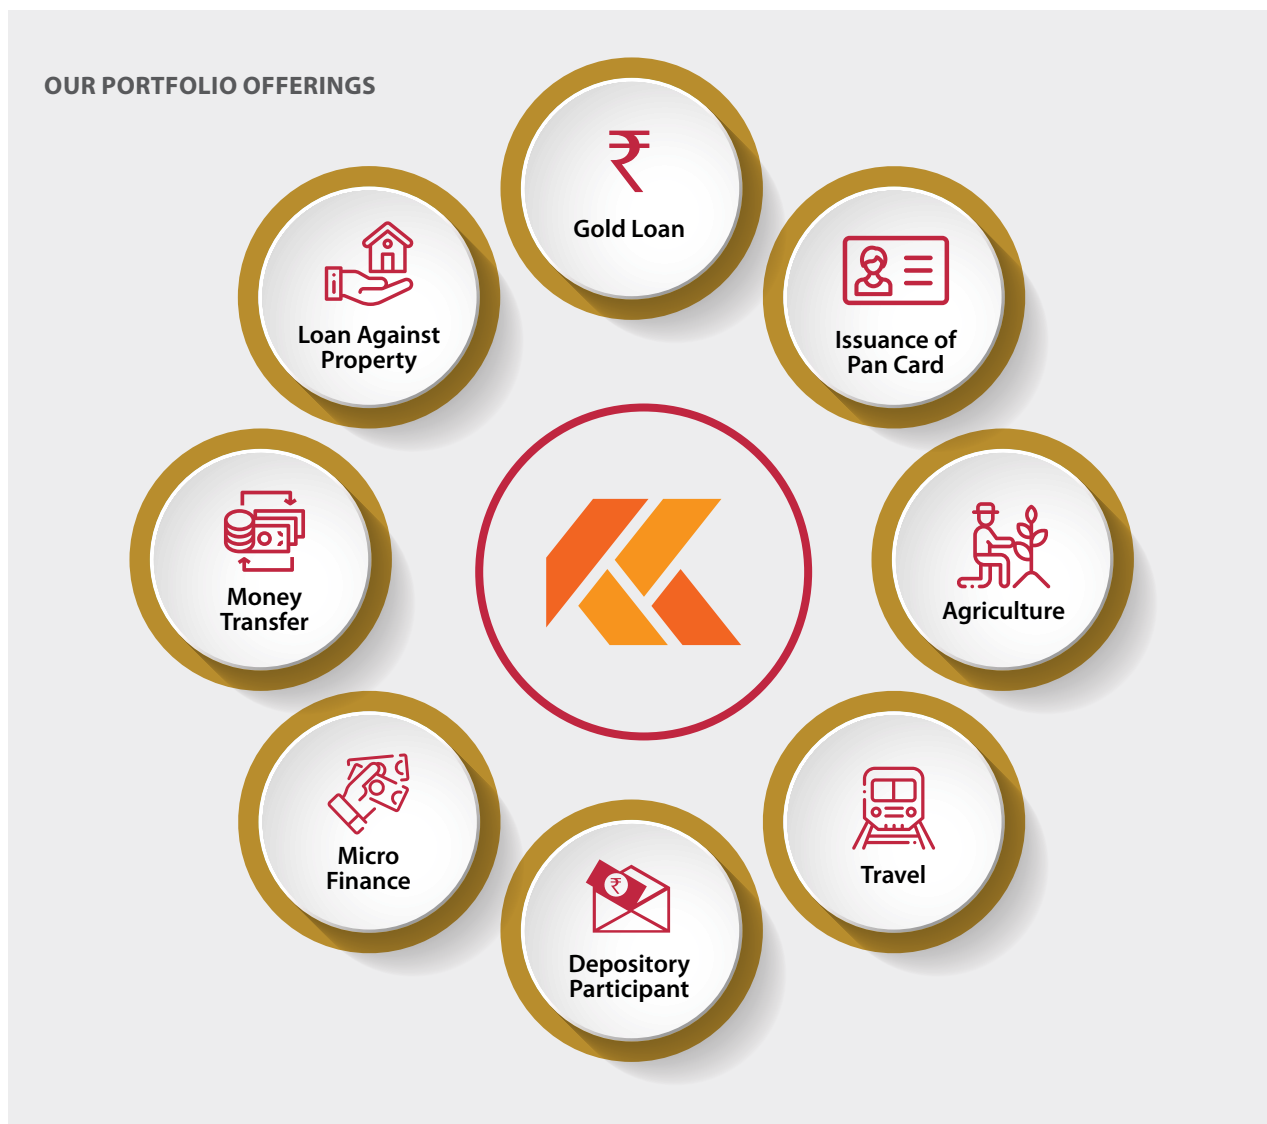 OUR PORTFOLIO OFFERINGS
₹
Gold Loan
Issuance of
Pan Card
Agriculture
Travel
₹
Depository
Participant
Micro
Finance
Money
Transfer
Loan Against
Property